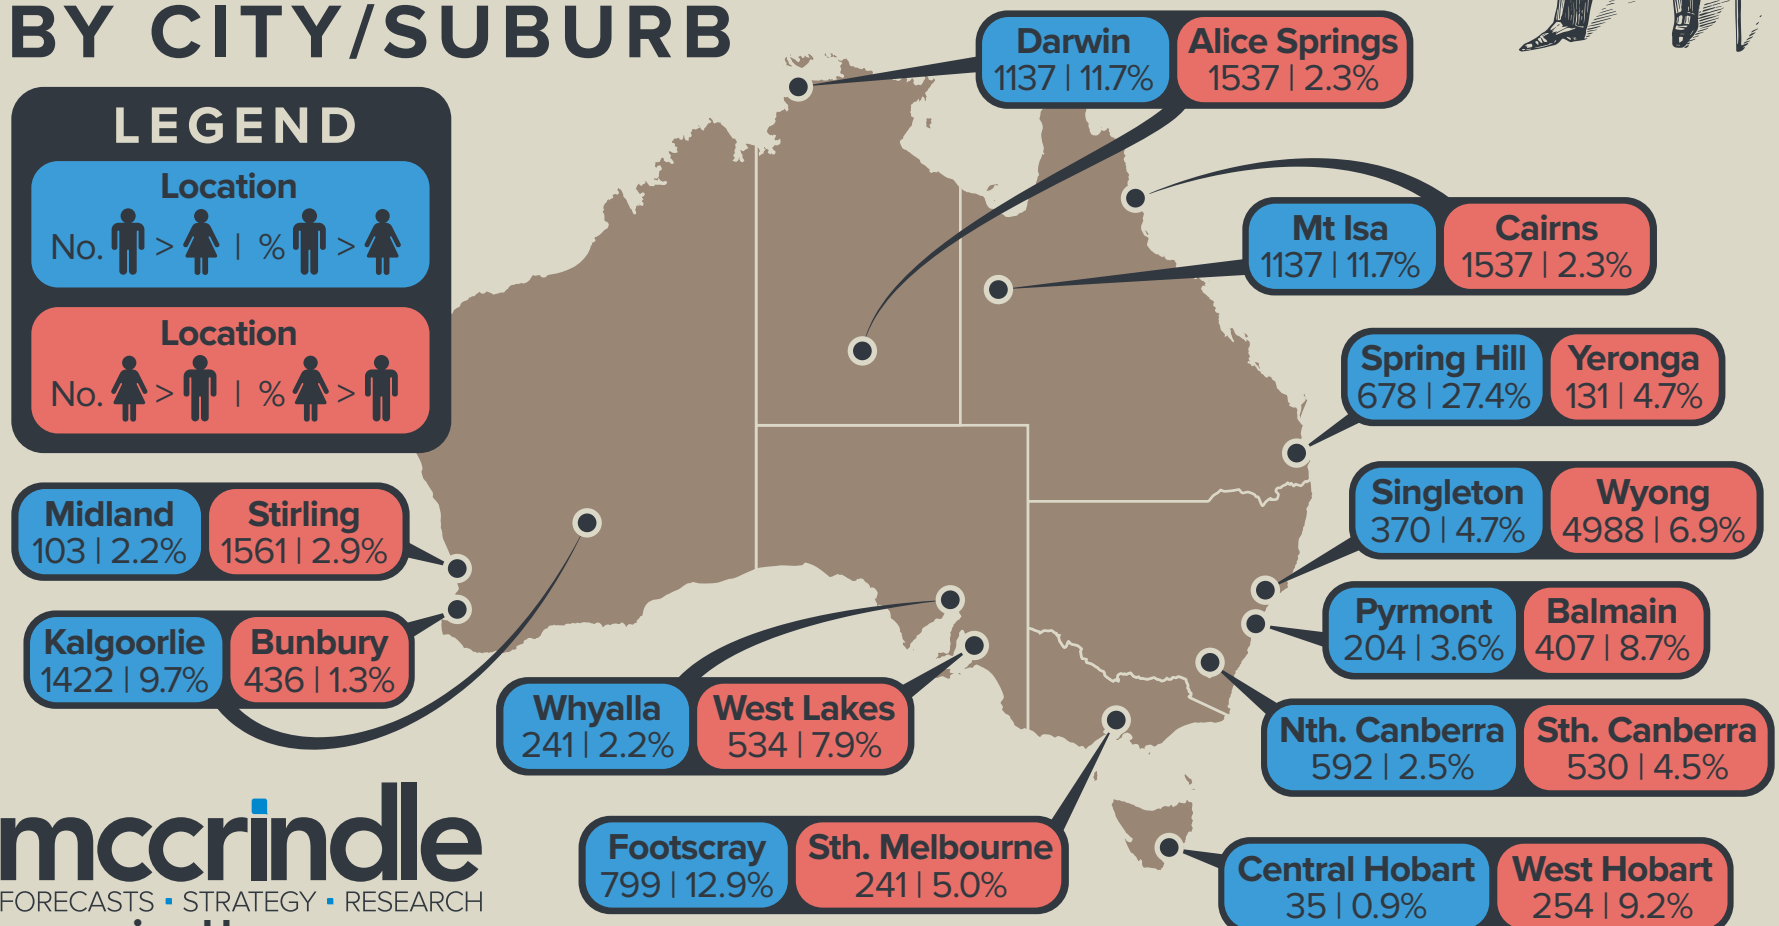 BY CITY/SUBURB
LEGEND
Location
No. > | % >
Location
No. > | % >
Darwin
1137 | 11.7%
Alice Springs
1537 | 2.3%
Mt Isa
1137 | 11.7%
Cairns
1537 | 2.3%
Spring Hill
678 | 27.4%
Yeronga
131 | 4.7%
Singleton
370 | 4.7%
Wyong
4988 | 6.9%
Midland
103 | 2.2%
Stirling
1561 | 2.9%
Pyrmont
204 | 3.6%
Balmain
407 | 8.7%
Kalgoorlie
1422 | 9.7%
Bunbury
436 | 1.3%
Whyalla
241 | 2.2%
West Lakes
534 | 7.9%
Nth. Canberra
592 | 2.5%
Sth. Canberra
530 | 4.5%
Footscray
799 | 12.9%
Sth. Melbourne
241 | 5.0%
Central Hobart
35 | 0.9%
West Hobart
254 | 9.2%
mccrindle
FORECASTS ▪ STRATEGY ▪ RESEARCH